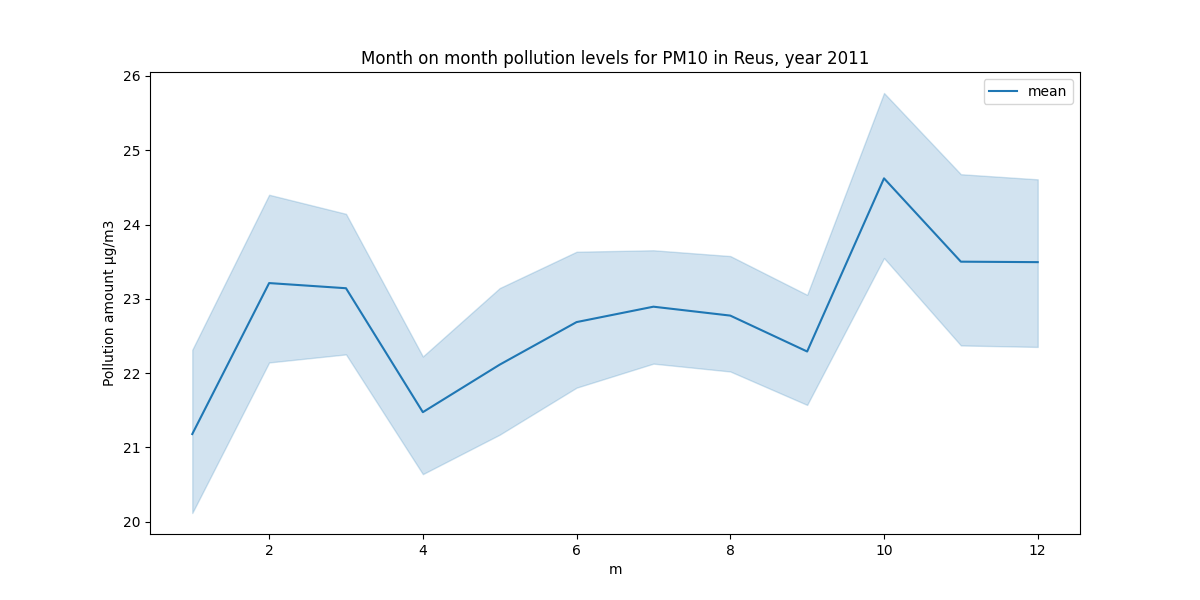 Month on month pollution levels for PM10 in Reus, year 2011
mean
Pollution amount µg/m3
26
25
24
23
22
21
20
2 4 6 8 10 12
m